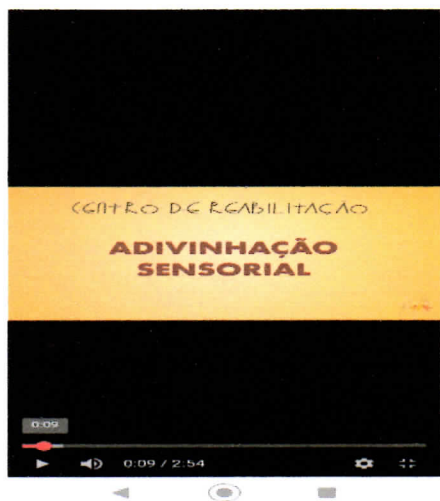 CENTRO DE REABILITAÇÃO
ADIVINHAÇÃO
SENSORIAL
0:09
0:09 / 2:54